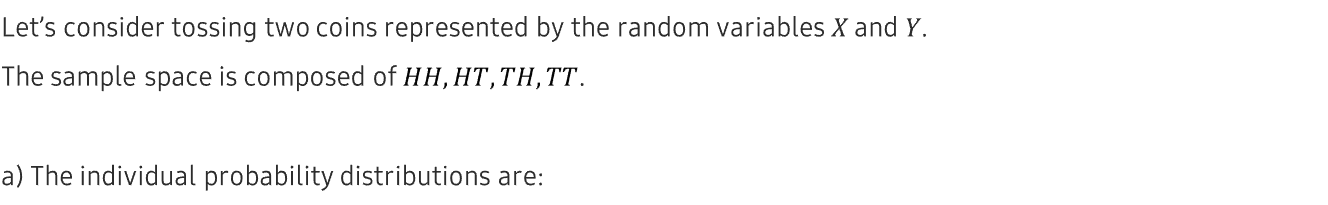 Let’s consider tossing two coins represented by the random variables X and Y.
The sample space is composed of HH, HT, TH, TT.
a) The individual probability distributions are: